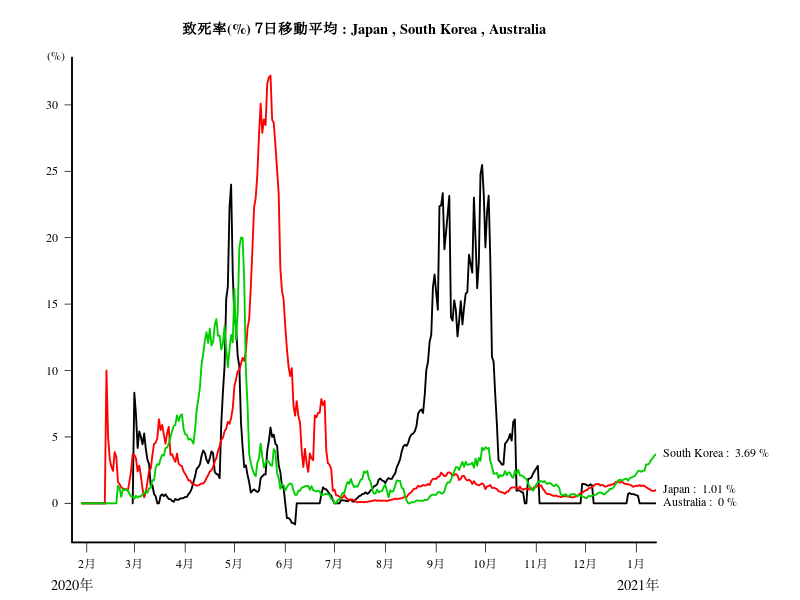 致死率(%) 7日移動平均 : Japan , South Korea , Australia
(%)
30
25
20
15
10
5
0
South Korea : 3.69 %
Japan : 1.01 %
Australia : 0 %
2月 3月 4月 5月 6月 7月 8月 9月 10月 11月 12月 1月
2020年 2021年